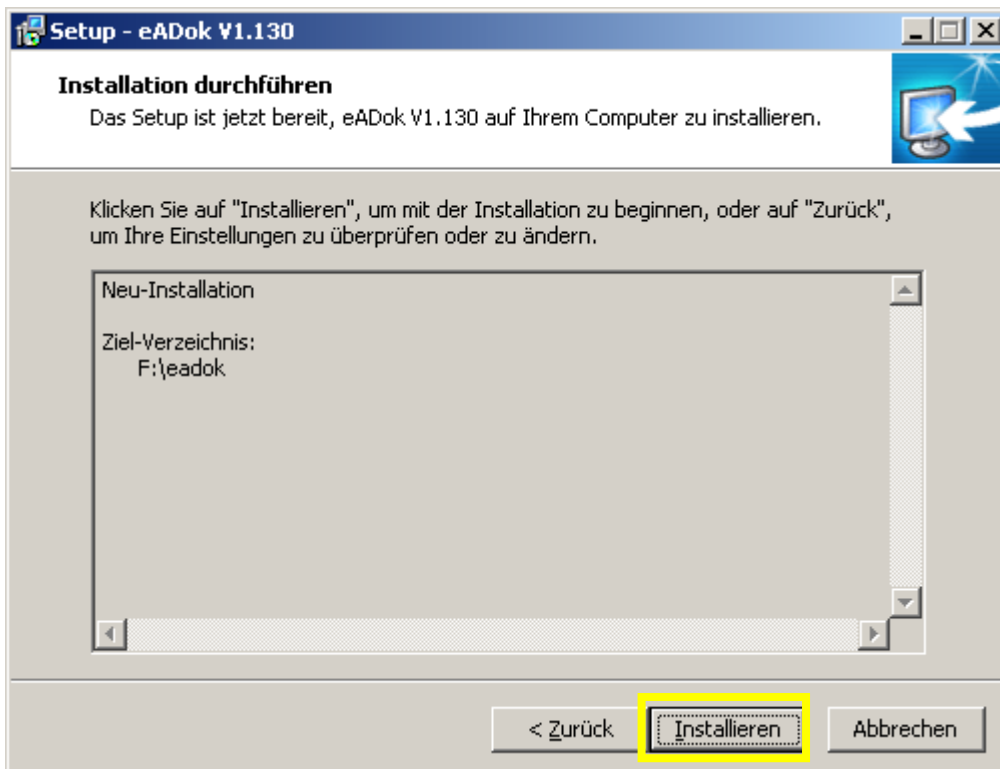 Setup - eADok V1.130
Installation durchführen
Das Setup ist jetzt bereit, eADok V1.130 auf Ihrem Computer zu installieren.
Klicken Sie auf "Installieren", um mit der Installation zu beginnen, oder auf "Zurück",
um Ihre Einstellungen zu überprüfen oder zu ändern.
Neu-Installation
Ziel-Verzeichnis:
F:\eadok
< Zurück Installieren Abbrechen